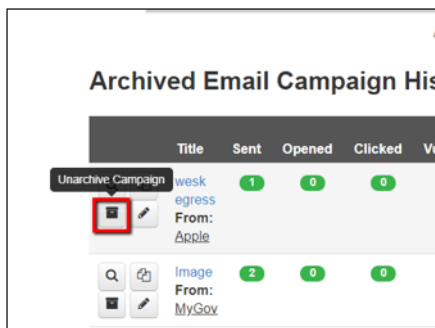 Archived Email Campaign His
Title Sent Opened Clicked Vu
Unarchive Campaign
wesk 1 0 0
egress
From:
Apple
Image 2 0 0
From:
MyGov